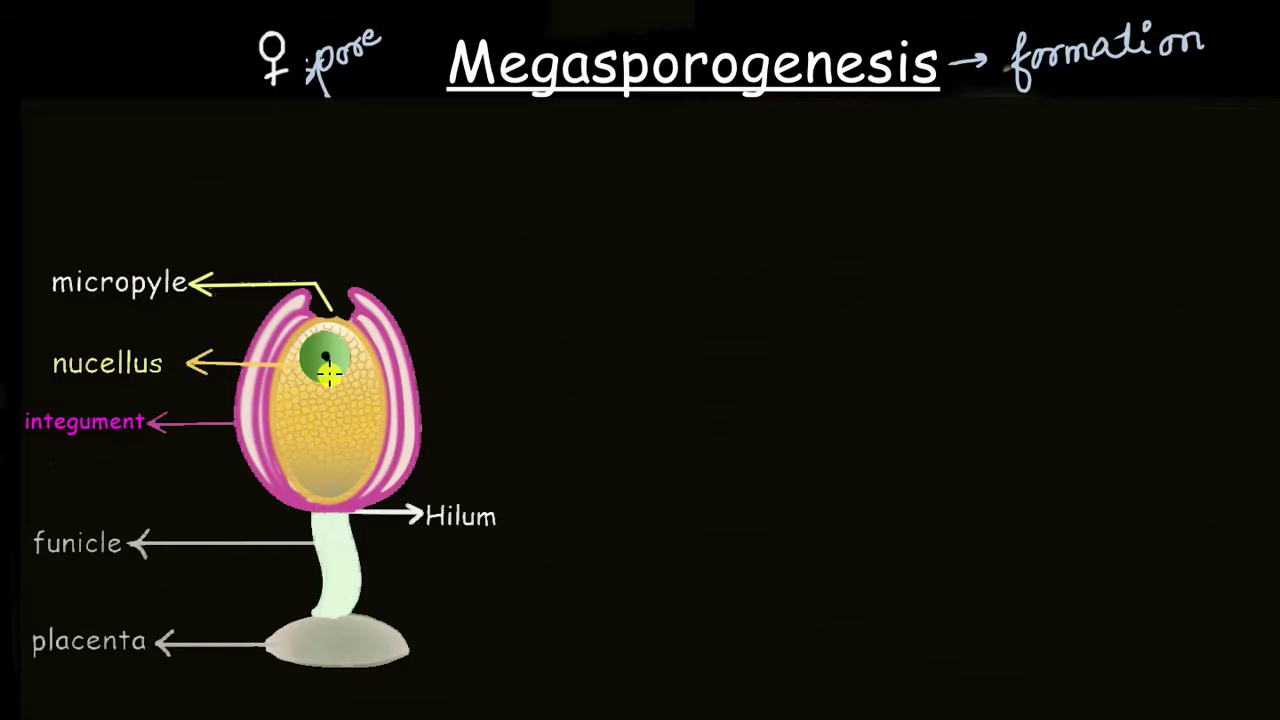 ♀ spore Megasporogenesis → formation
micropyle
nucellus
integument
Hilum
funicle
placenta